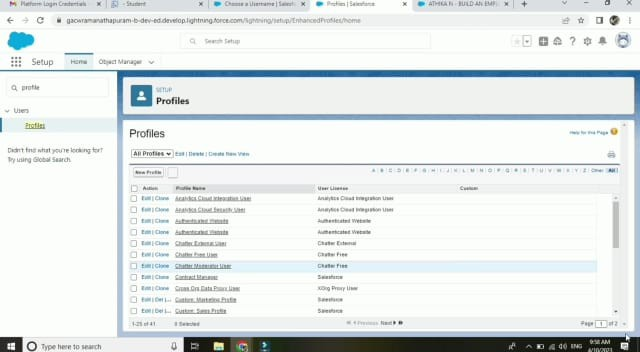 Platform Login Credentials -
- Student
Choose a Username | Salesf
Profiles | Salesforce
ATHIKA N - BUILD AN EMPL
gacwramanathapuram-b-dev-ed.develop.lightning.force.com/lightning/setup/EnhancedProfiles/home
Search Setup
Setup Home Object Manager
profile
Users
Profiles
Didn't find what you're looking for?
Try using Global Search.
SETUP
Profiles
Profiles
Help for this Page
All Profiles Edit | Delete | Create New View
New Profile
A | B | C | D | E | F | G | H | I | J | K | L | M | N | O | P | Q | R | S | T | U | V | W | X | Y | Z | Other | All
Action Profile Name User License Custom
Edit | Clone Analytics Cloud Integration User Analytics Cloud Integration User
Edit | Clone Analytics Cloud Security User Analytics Cloud Integration User
Edit | Clone Authenticated Website Authenticated Website
Edit | Clone Authenticated Website Authenticated Website
Edit | Clone Chatter External User Chatter External
Edit | Clone Chatter Free User Chatter Free
Edit | Clone Chatter Moderator User Chatter Free
Edit | Clone Contract Manager Salesforce
Edit | Clone Cross Org Data Proxy User XOrg Proxy User
Edit | Del | ... Custom: Marketing Profile Salesforce
Edit | Del | ... Custom: Sales Profile Salesforce
1-25 of 41 0 Selected Previous Next Page 1 of 2
Type here to search
ENG
9:58 AM
4/10/2023